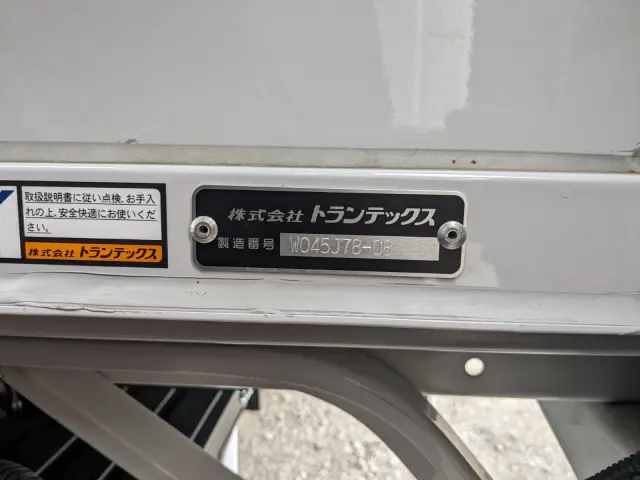 取扱説明書に従い点検、お手入
れの上、安全快適にお使いくだ
さい。
株式会社 トランテックス
株式会社 トランテックス
製造番号 W045J78-08